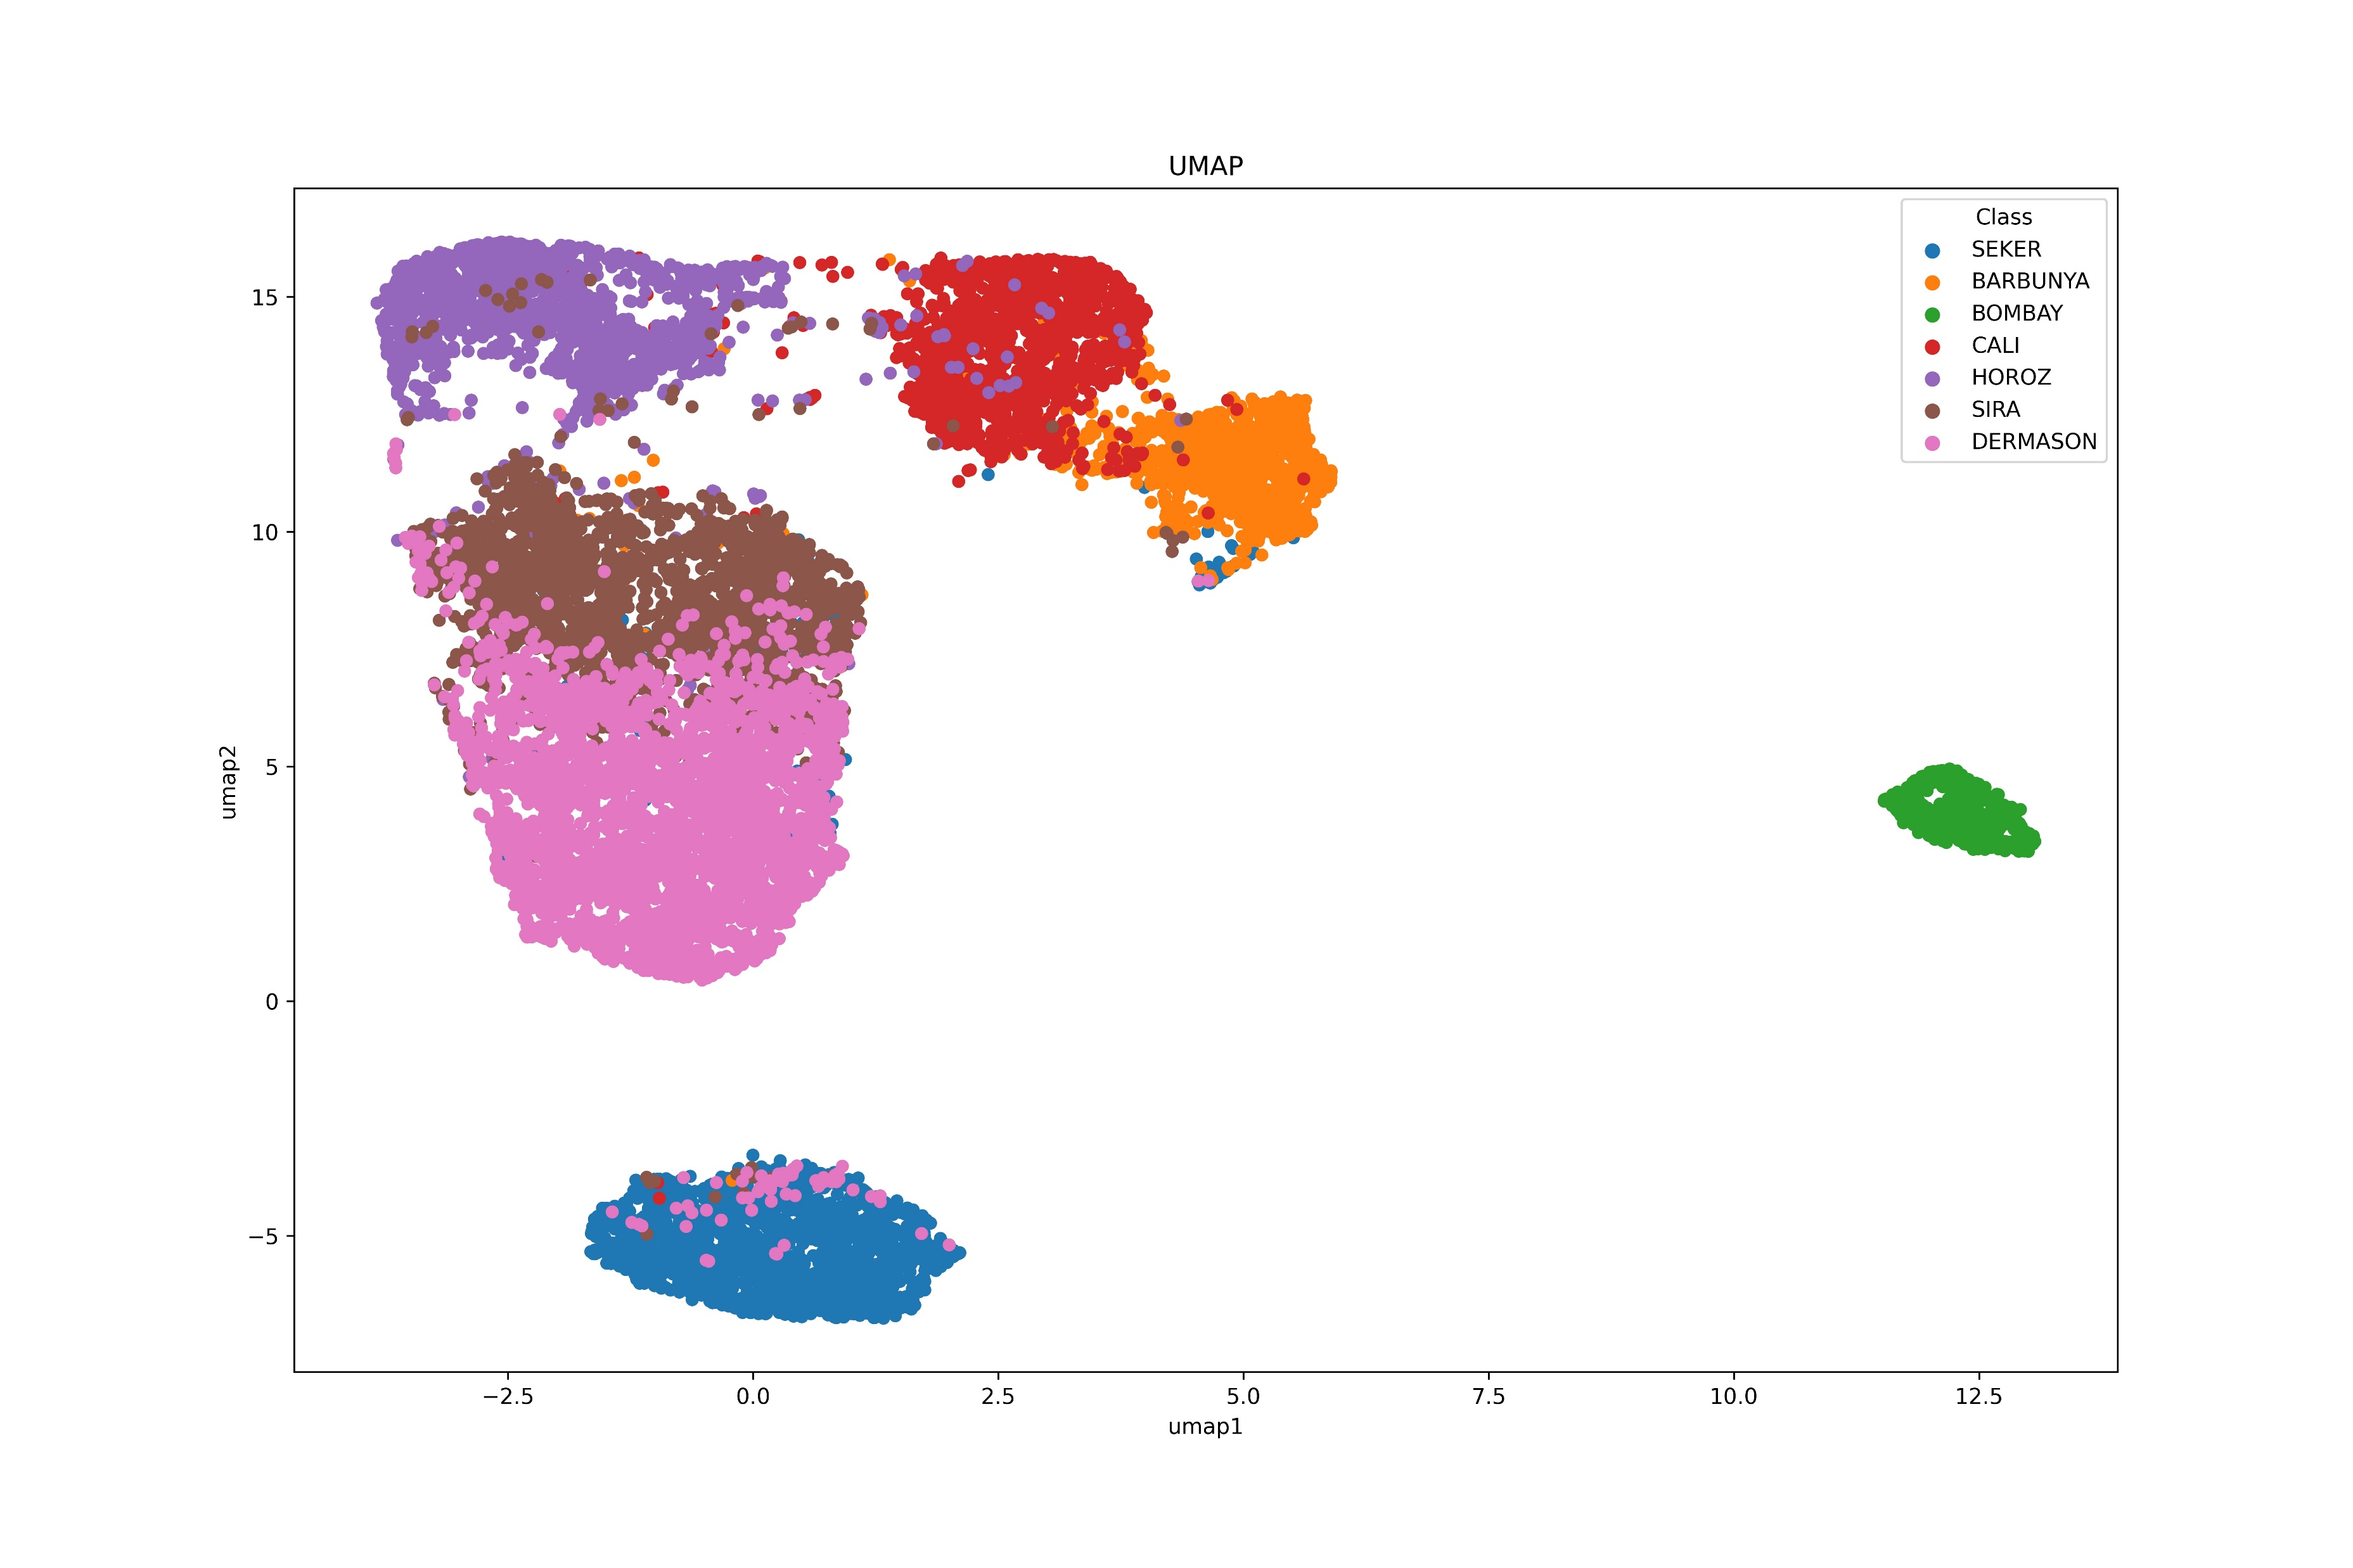 UMAP
Class
SEKER
BARBUNYA
BOMBAY
CALI
HOROZ
SIRA
DERMASON
umap2
15
10
5
0
−5
−2.5 0.0 2.5 5.0 7.5 10.0 12.5
umap1